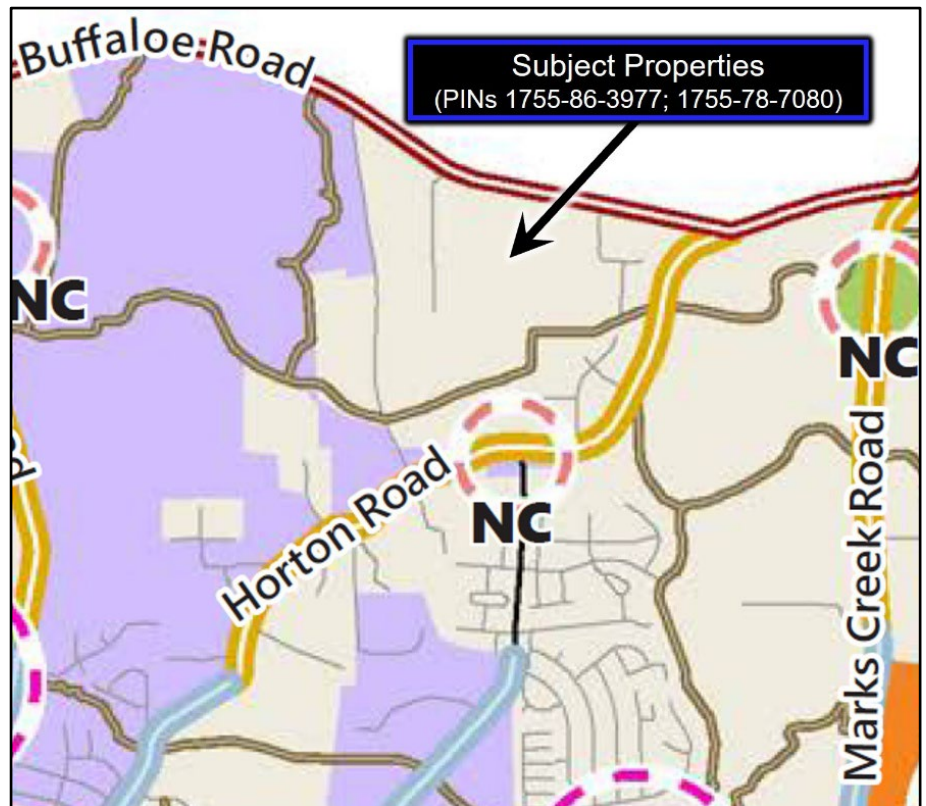 Buffaloe Road
Subject Properties
(PINs 1755-86-3977; 1755-78-7080)
NC
NC
Horton Road
NC
Marks Creek Road